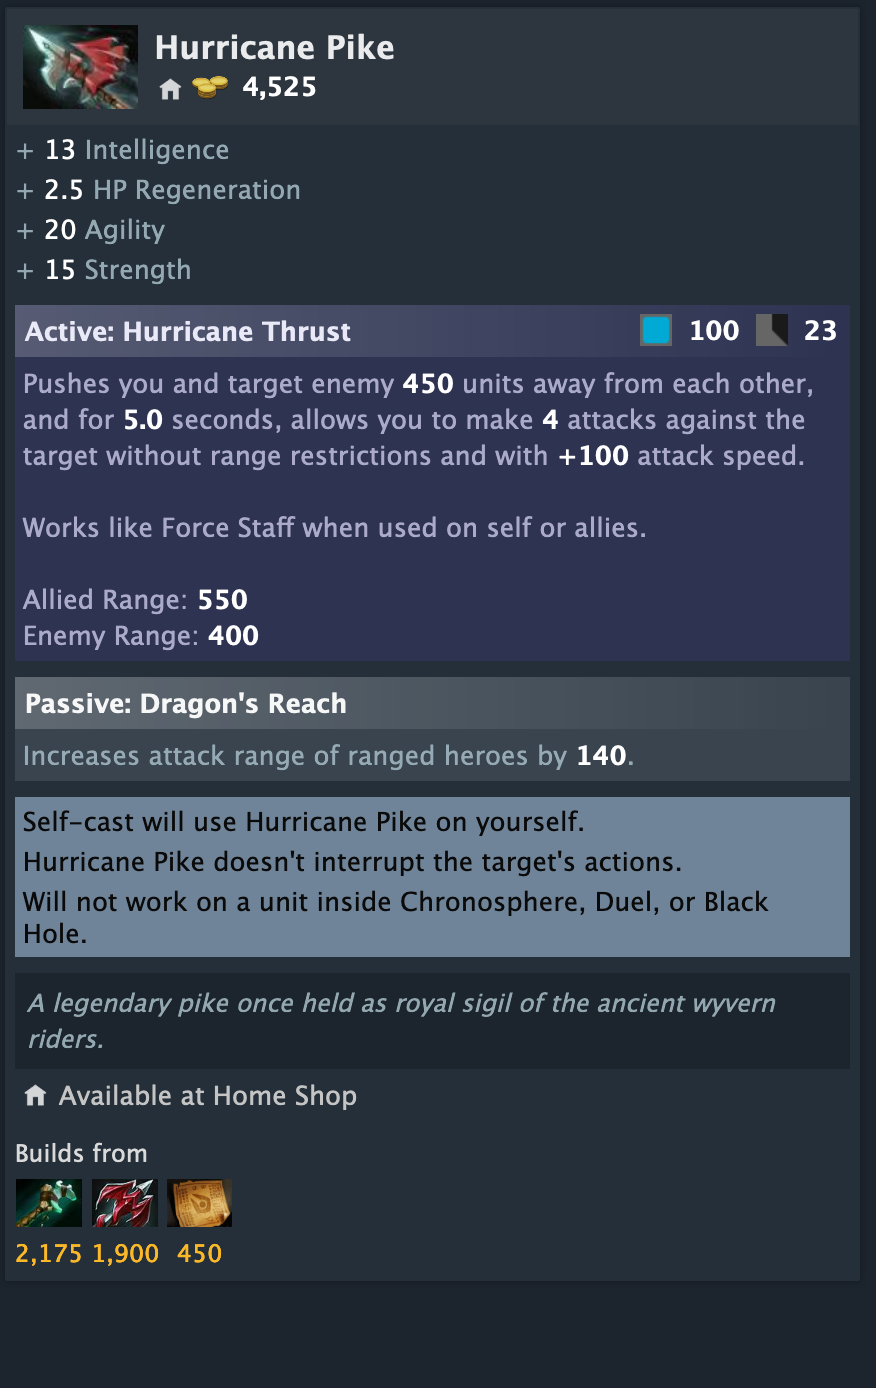 Hurricane Pike
4,525
+ 13 Intelligence
+ 2.5 HP Regeneration
+ 20 Agility
+ 15 Strength
Active: Hurricane Thrust 100 23
Pushes you and target enemy 450 units away from each other,
and for 5.0 seconds, allows you to make 4 attacks against the
target without range restrictions and with +100 attack speed.
Works like Force Staff when used on self or allies.
Allied Range: 550
Enemy Range: 400
Passive: Dragon's Reach
Increases attack range of ranged heroes by 140.
Self-cast will use Hurricane Pike on yourself.
Hurricane Pike doesn't interrupt the target's actions.
Will not work on a unit inside Chronosphere, Duel, or Black
Hole.
A legendary pike once held as royal sigil of the ancient wyvern
riders.
Available at Home Shop
Builds from
2,175 1,900 450